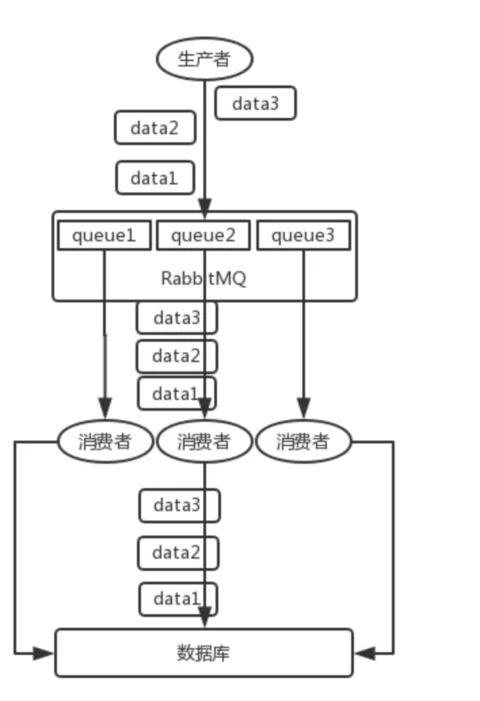 生产者
data3
data2
data1
queue1 queue2 queue3
RabbitMQ
data3
data2
data1
消费者 消费者 消费者
data3
data2
data1
数据库